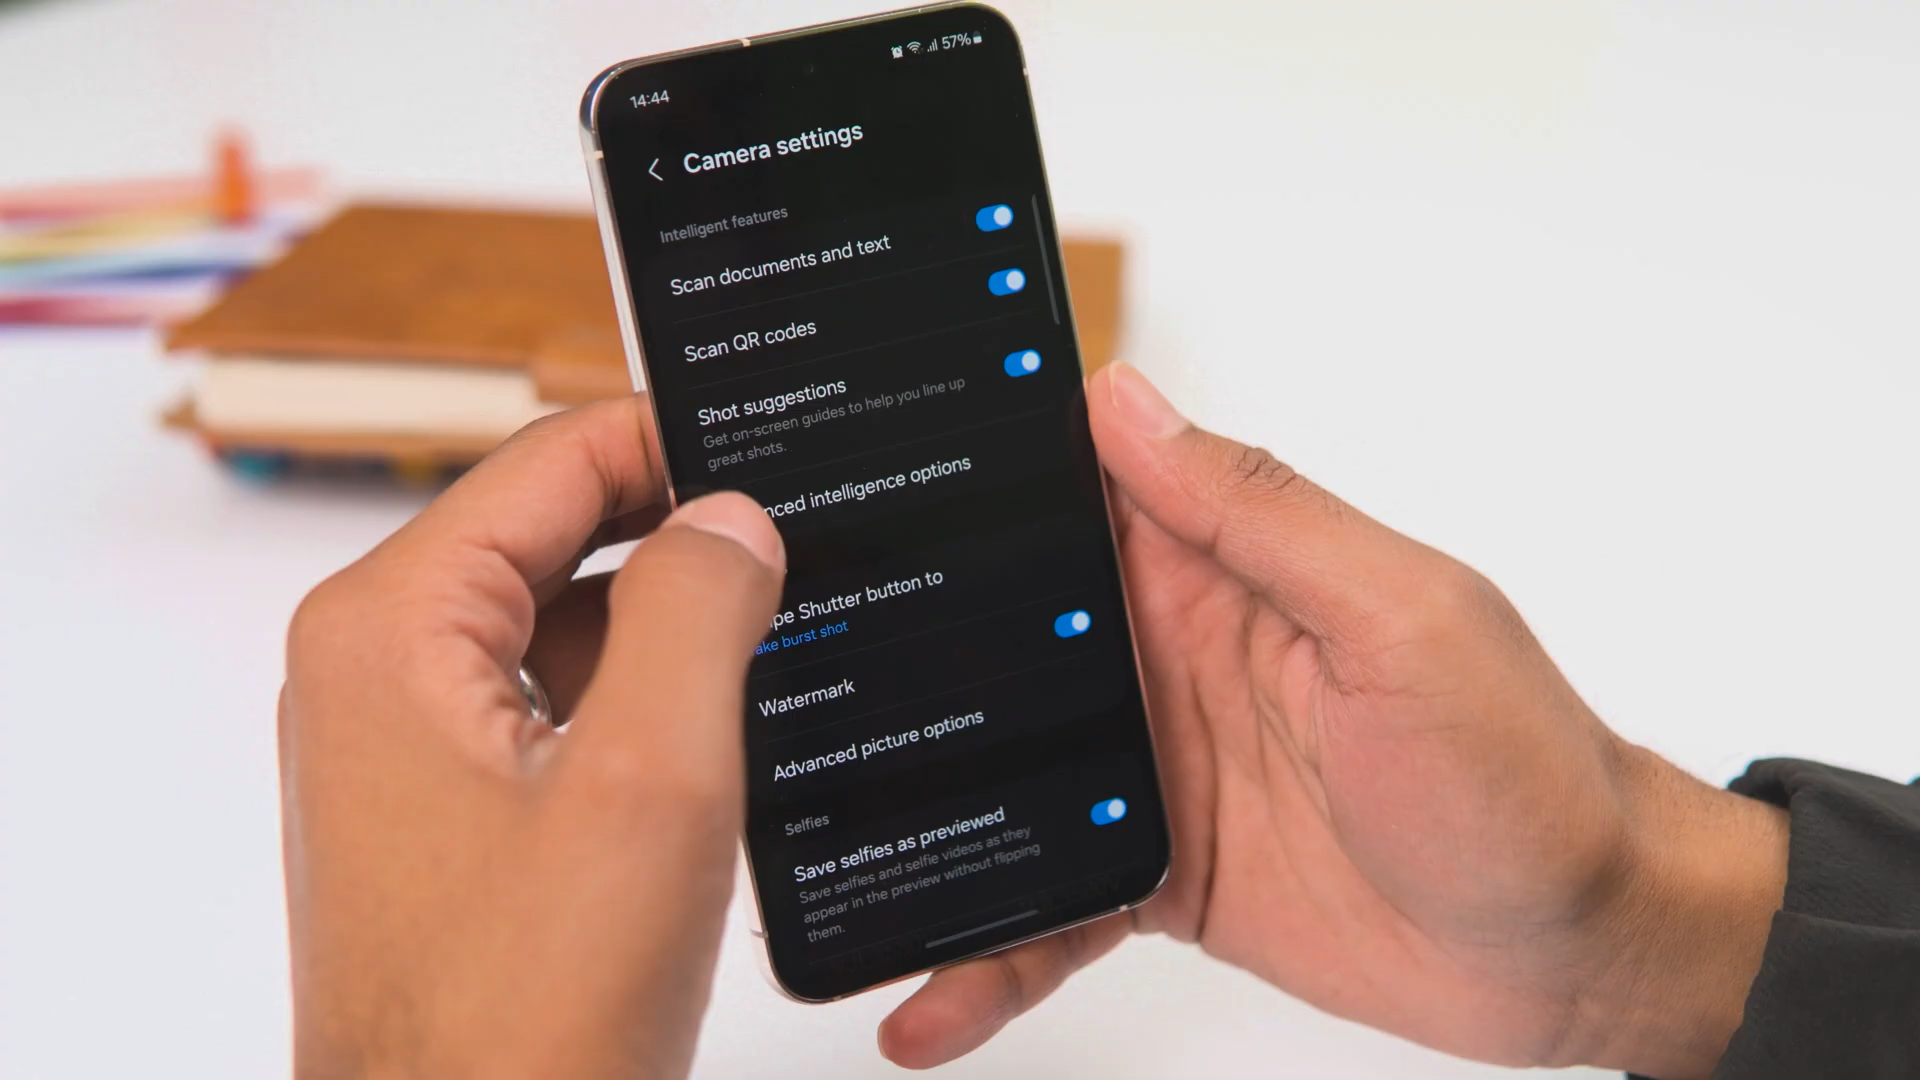 14:44
57%
Camera settings
Intelligent features
Scan documents and text
Scan QR codes
Shot suggestions
Get on-screen guides to help you line up
great shots.
intelligence options
Shutter button to
burst shot
Watermark
Advanced picture options
Selfies
Save selfies as previewed
Save selfies and selfie videos as they
appear in the preview without flipping
them.